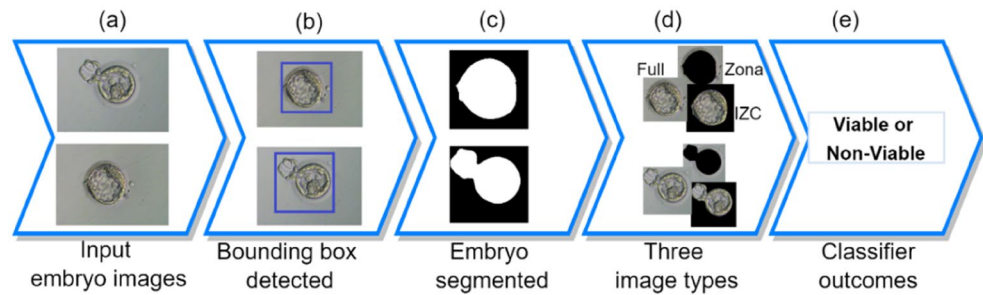 (a)
(b)
(c)
(d)
(e)
Full
Zona
IZC
Viable or
Non-Viable
Input
embryo images
Bounding box
detected
Embryo
segmented
Three
image types
Classifier
outcomes